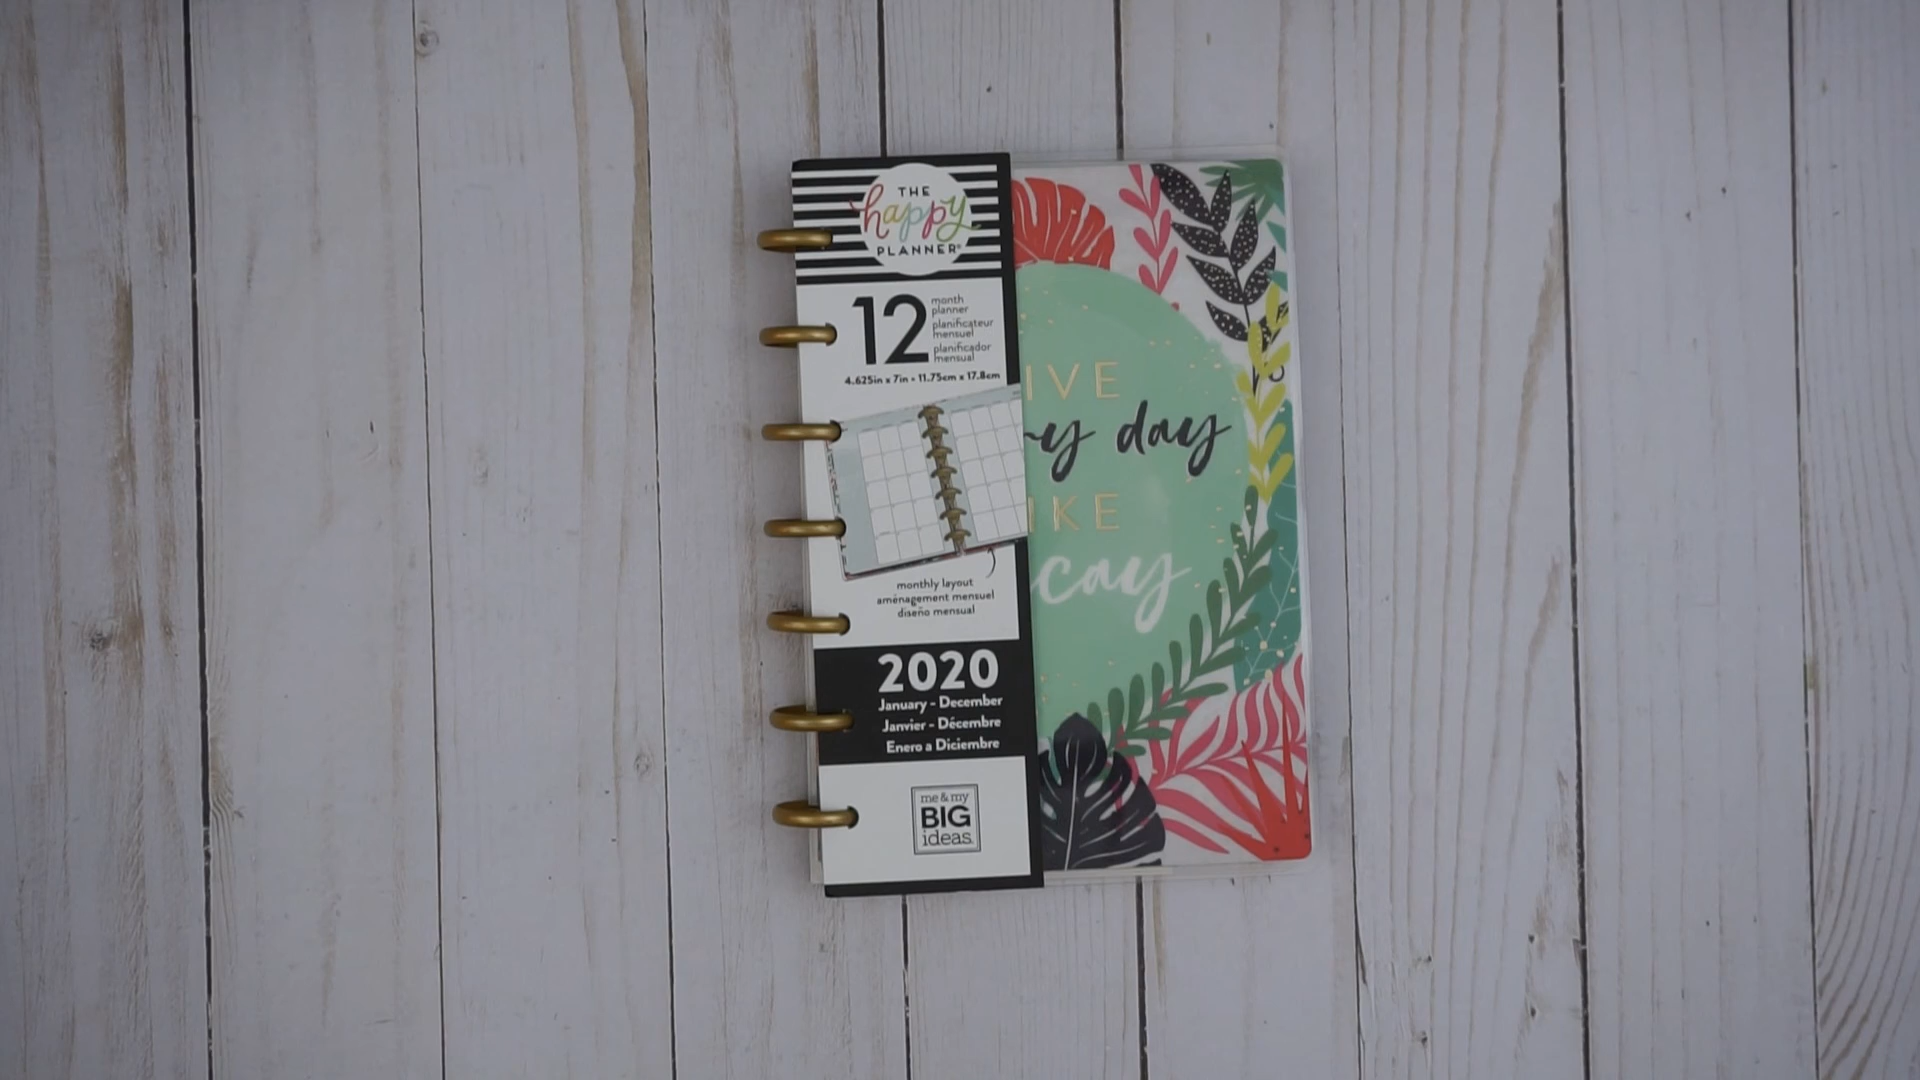 THE
happy
PLANNER®
12
month
planner
planificateur
mensuel
planificador
mensual
4.625in x 7in • 11.75cm x 17.8cm
monthly layout
aménagement mensuel
diseño mensual
2020
January - December
Janvier - Décembre
Enero a Diciembre
me & my
BIG
ideas
IVE
y day
IKE
cay